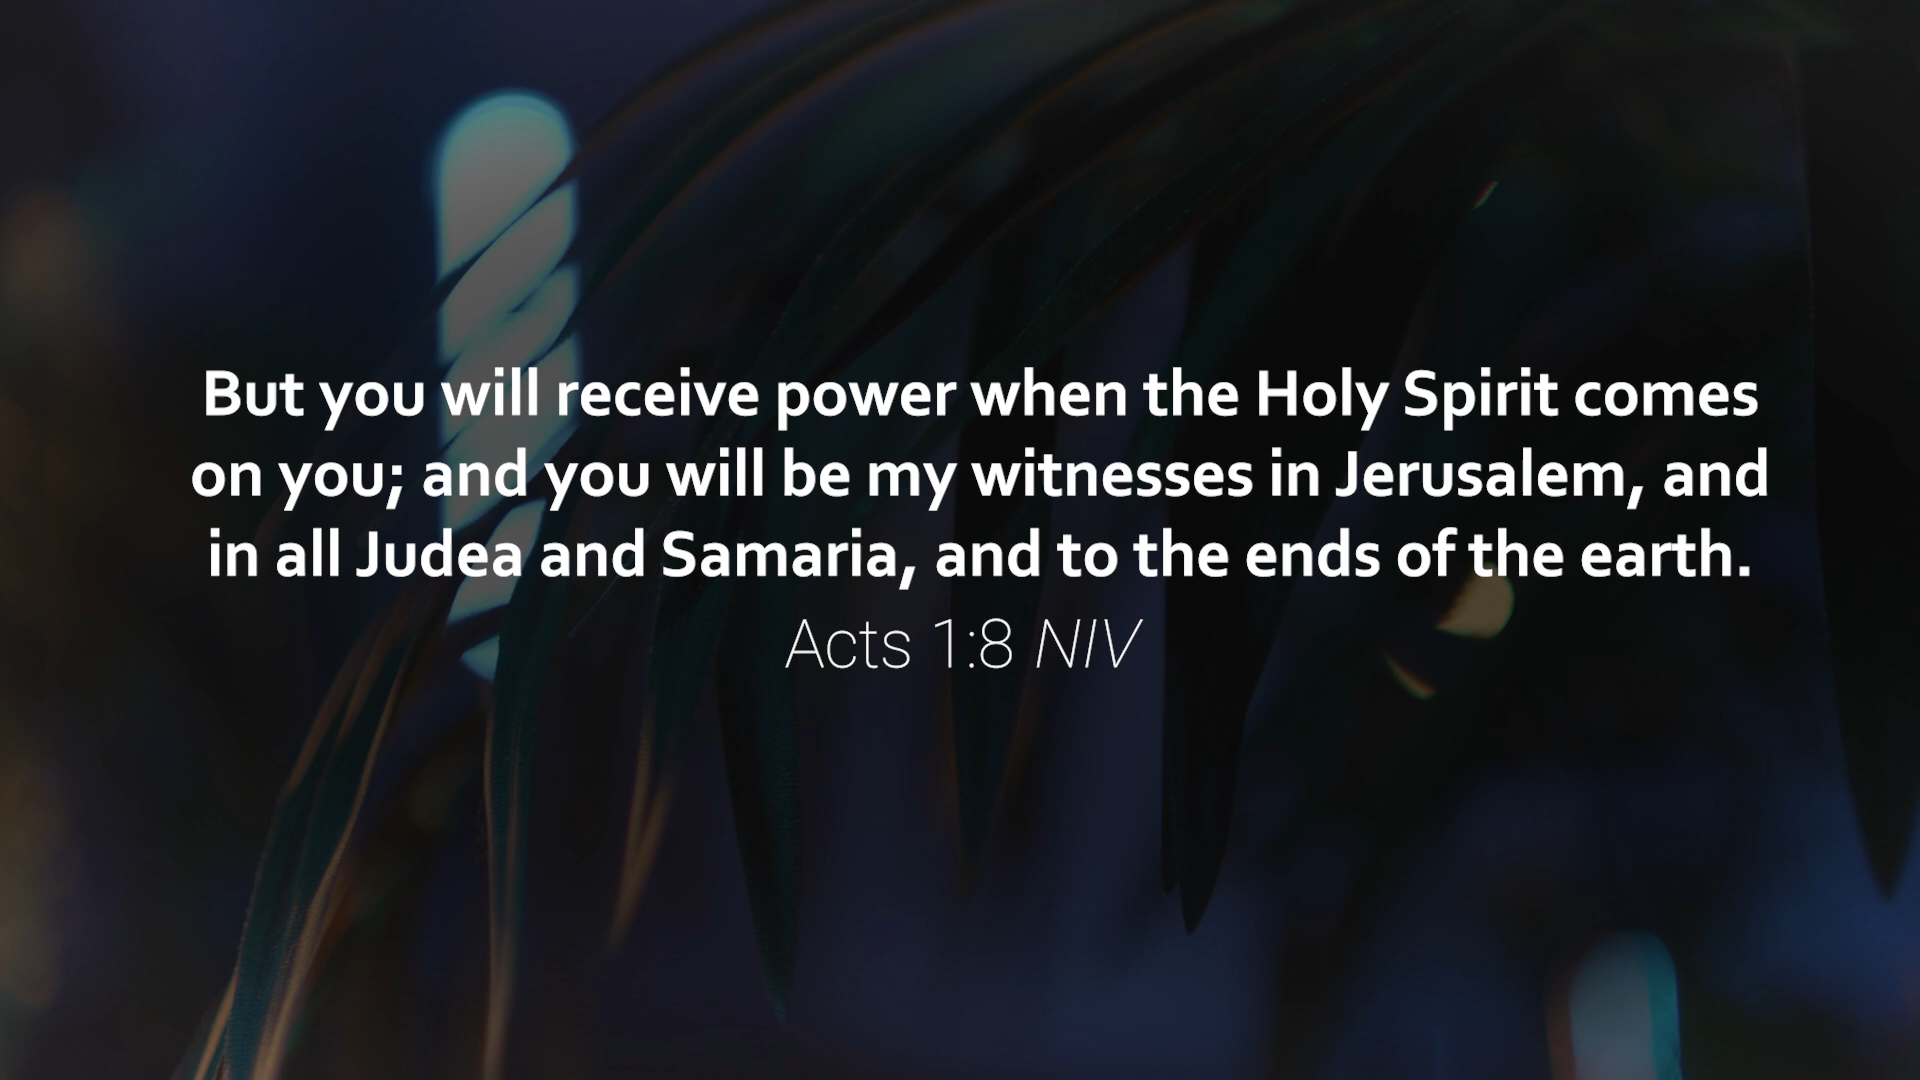 But you will receive power when the Holy Spirit comes
on you; and you will be my witnesses in Jerusalem, and
in all Judea and Samaria, and to the ends of the earth.
Acts 1:8 NIV